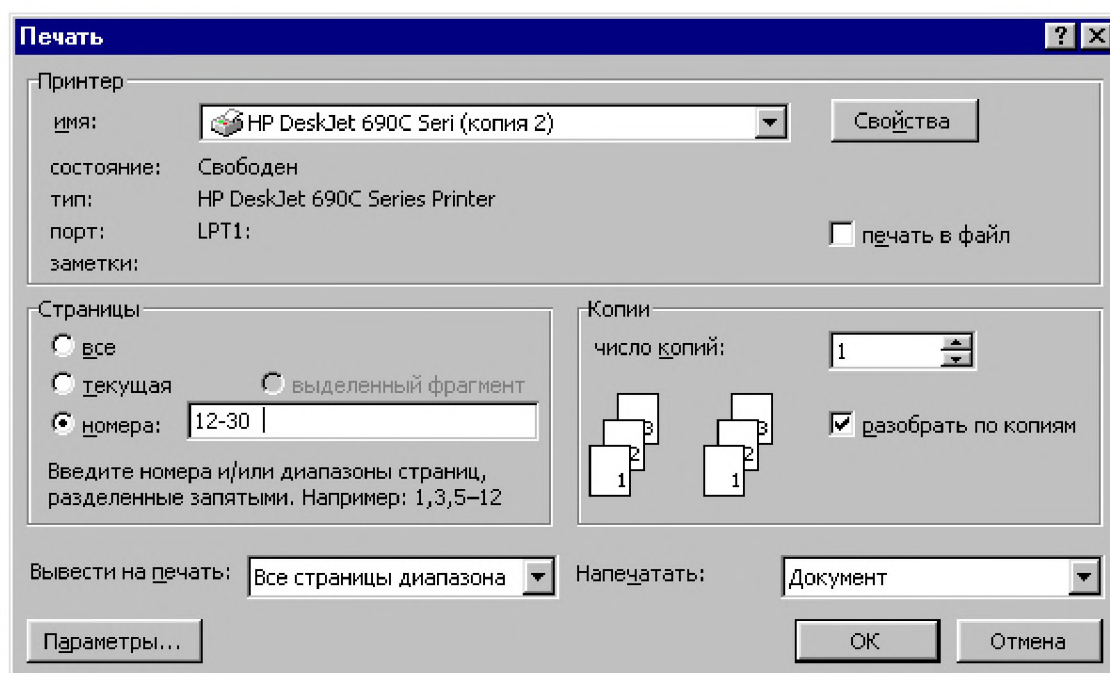 Печать
Принтер
имя:
HP DeskJet 690C Seri (копия 2)
Свойства
состояние:
Свободен
тип:
HP DeskJet 690C Series Printer
порт:
LPT1:
печать в файл
заметки:
Страницы
все
текущая
выделенный фрагмент
номера:
12-30
Введите номера и/или диапазоны страниц,
разделенные запятыми. Например: 1,3,5–12
Копии
число копий:
1
3
2
1
3
2
1
разобрать по копиям
Вывести на печать:
Все страницы диапазона
Напечатать:
Документ
Параметры...
OK
Отмена